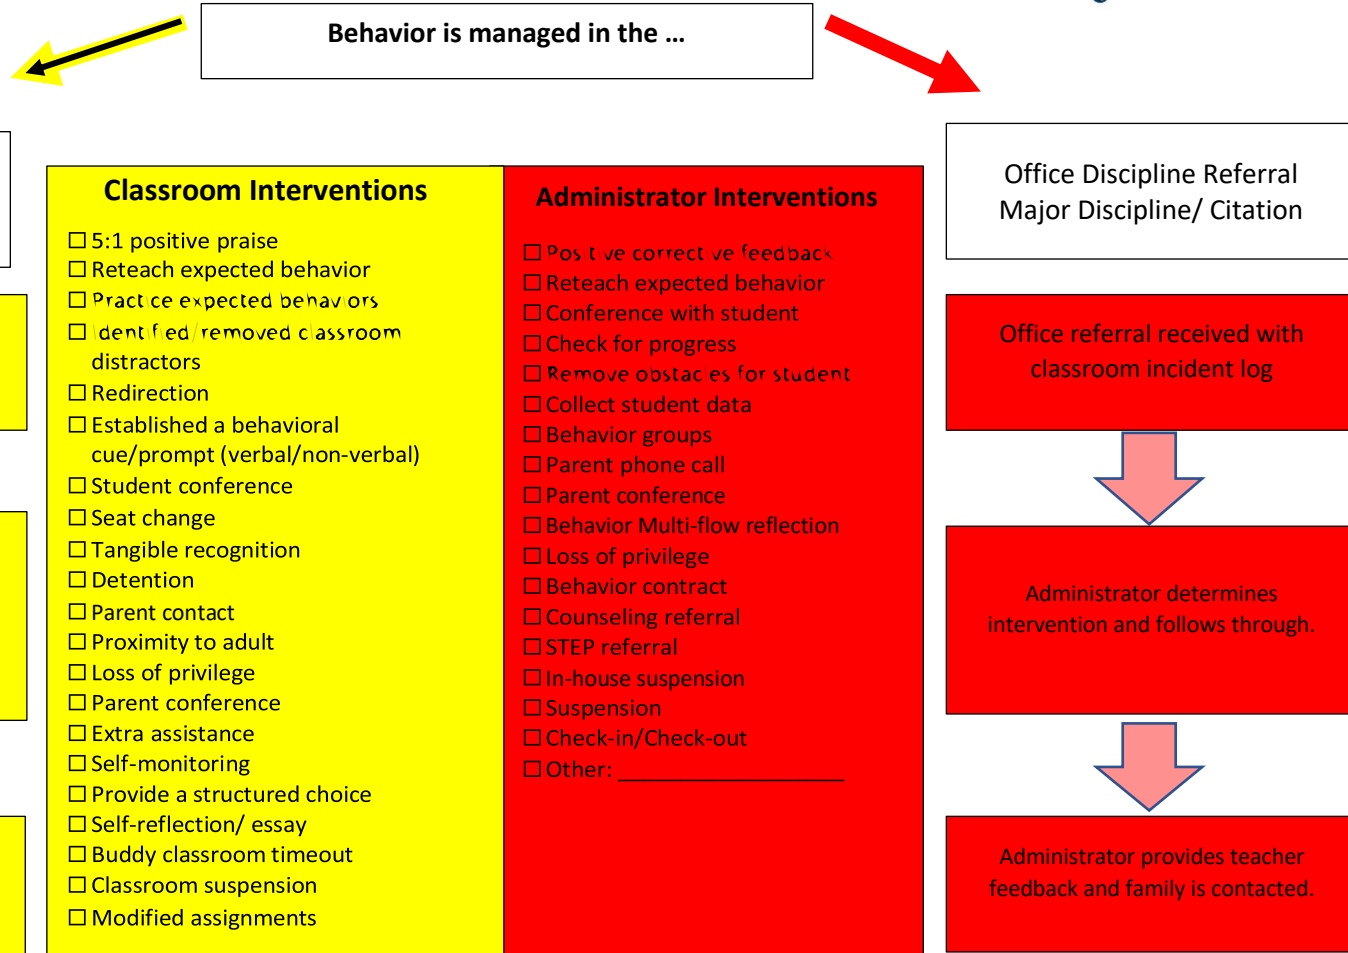 Behavior is managed in the …
Classroom Interventions
☐ 5:1 positive praise
☐ Reteach expected behavior
☐ Practice expected behaviors
☐ Identified/removed classroom
distractors
☐ Redirection
☐ Established a behavioral
cue/prompt (verbal/non-verbal)
☐ Student conference
☐ Seat change
☐ Tangible recognition
☐ Detention
☐ Parent contact
☐ Proximity to adult
☐ Loss of privilege
☐ Parent conference
☐ Extra assistance
☐ Self-monitoring
☐ Provide a structured choice
☐ Self-reflection/ essay
☐ Buddy classroom timeout
☐ Classroom suspension
☐ Modified assignments
Administrator Interventions
☐ Positive corrective feedback
☐ Reteach expected behavior
☐ Conference with student
☐ Check for progress
☐ Remove obstacles for student
☐ Collect student data
☐ Behavior groups
☐ Parent phone call
☐ Parent conference
☐ Behavior Multi-flow reflection
☐ Loss of privilege
☐ Behavior contract
☐ Counseling referral
☐ STEP referral
☐ In-house suspension
☐ Suspension
☐ Check-in/Check-out
☐ Other: ___________________
Office Discipline Referral
Major Discipline/ Citation
Office referral received with
classroom incident log
Administrator determines
intervention and follows through.
Administrator provides teacher
feedback and family is contacted.